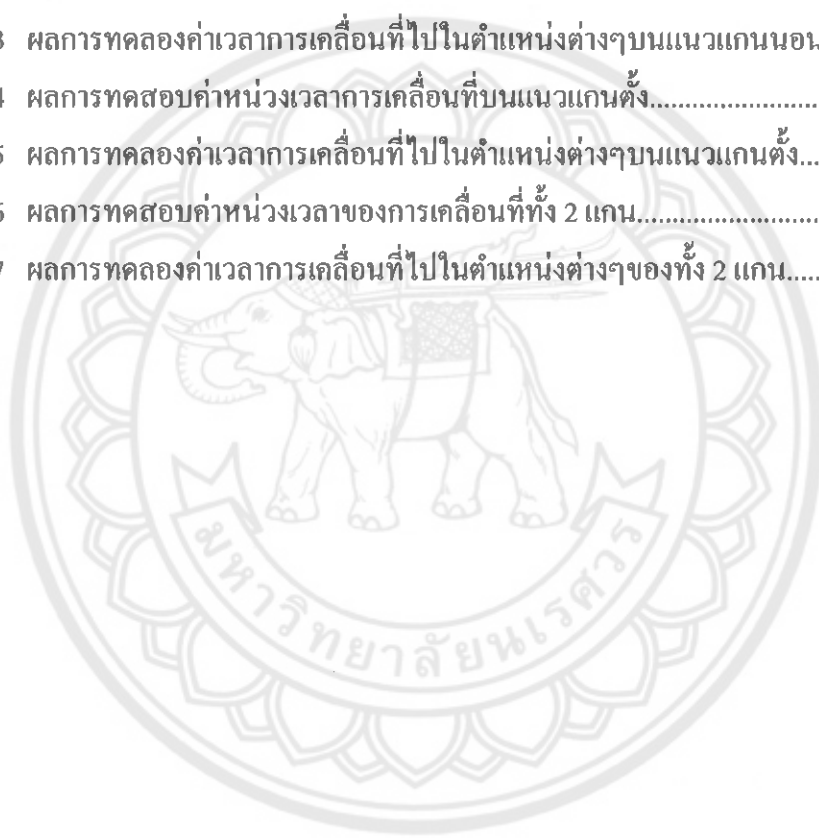 3 ผลการทดลองค่าเวลาการเคลื่อนที่ไปในตำแหน่งต่างๆบนแนวแกนนอน
4 ผลการทดสอบค่าหน่วงเวลาการเคลื่อนที่บนแนวแกนตั้ง........................
5 ผลการทดลองค่าเวลาการเคลื่อนที่ไปในตำแหน่งต่างๆบนแนวแกนตั้ง...
6 ผลการทดสอบค่าหน่วงเวลาของการเคลื่อนที่ทั้ง 2 แกน..........................
7 ผลการทดลองค่าเวลาการเคลื่อนที่ไปในตำแหน่งต่างๆของทั้ง 2 แกน.....
มหาวิทยาลัยนเรศวร